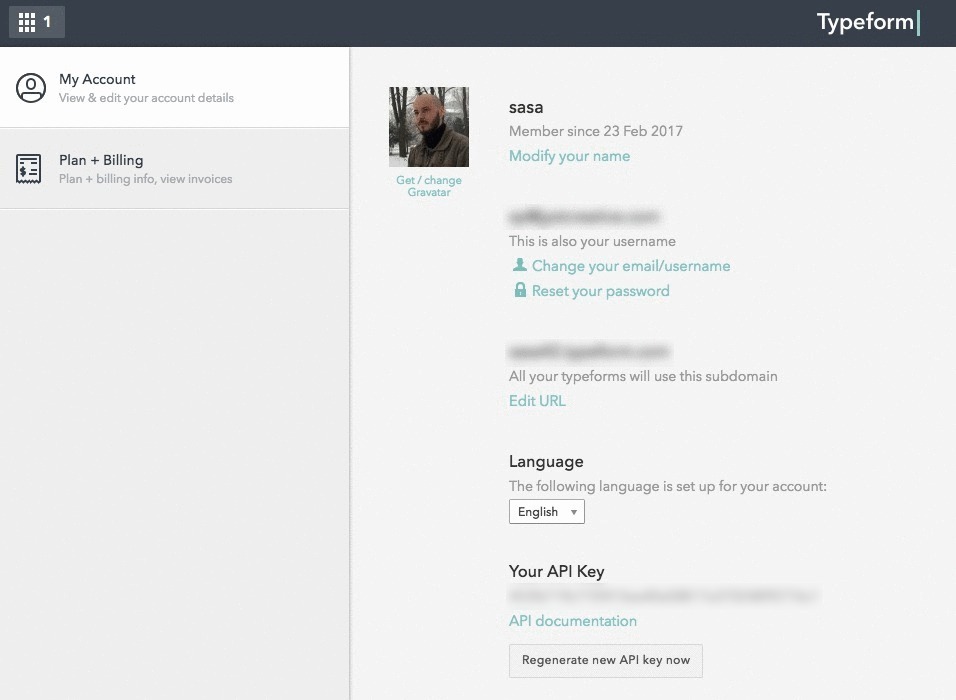 1
Typeform
My Account
View & edit your account details
Plan + Billing
Plan + billing info, view invoices
Get / change
Gravatar
sasa
Member since 23 Feb 2017
Modify your name
This is also your username
Change your email/username
Reset your password
All your typeforms will use this subdomain
Edit URL
Language
The following language is set up for your account:
English
Your API Key
API documentation
Regenerate new API key now